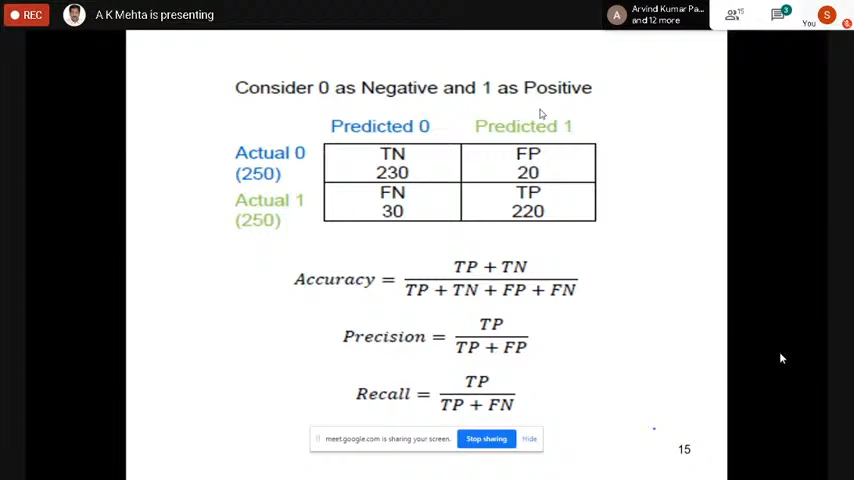 REC
A K Mehta is presenting
A
Arvind Kumar Pa...
and 12 more
15
3
You
S
Consider 0 as Negative and 1 as Positive
Predicted 0 Predicted 1
Actual 0
(250)
TN
230
FP
20
Actual 1
(250)
FN
30
TP
220
Accuracy = TP + TN / TP + TN + FP + FN
Precision = TP / TP + FP
Recall = TP / TP + FN
meet.google.com is sharing your screen. Stop sharing Hide
15